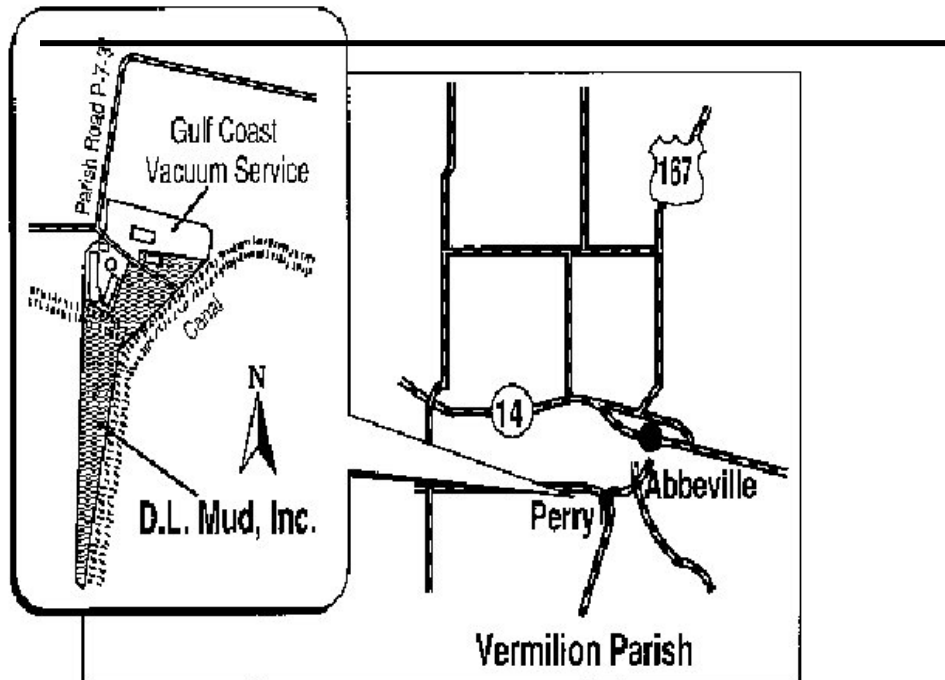 Parish Road P-7-3
Gulf Coast
Vacuum Service
Canal
N
D.L. Mud, Inc.
167
14
Abbeville
Perry
Vermilion Parish